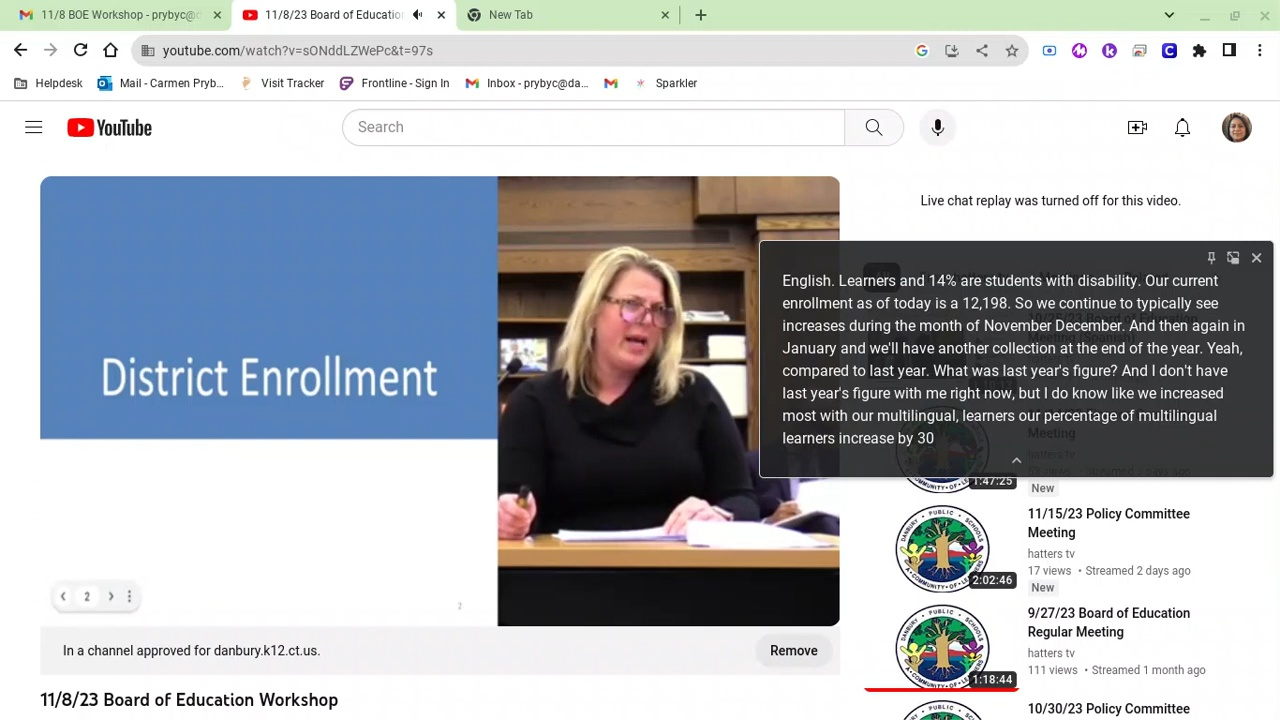 11/8 BOE Workshop - prybyc@d
11/8/23 Board of Education
New Tab
youtube.com/watch?v=sONddLZWePc&t=97s
Helpdesk
Mail - Carmen Pryb...
Visit Tracker
Frontline - Sign In
Inbox - prybyc@da...
Sparkler
YouTube
Search
Live chat replay was turned off for this video.
District Enrollment
2
2
English. Learners and 14% are students with disability. Our current
enrollment as of today is a 12,198. So we continue to typically see
increases during the month of November December. And then again in
January and we'll have another collection at the end of the year. Yeah,
compared to last year. What was last year's figure? And I don't have
last year's figure with me right now, but I do know like we increased
most with our multilingual, learners our percentage of multilingual
learners increase by 30
Meeting
1:47:25
New
DANBURY PUBLIC SCHOOLS
A COMMUNITY OF LEARNERS
2:02:46
11/15/23 Policy Committee
Meeting
hatters tv
17 views • Streamed 2 days ago
New
1:18:44
9/27/23 Board of Education
Regular Meeting
hatters tv
111 views • Streamed 1 month ago
10/30/23 Policy Committee
In a channel approved for danbury.k12.ct.us.
Remove
11/8/23 Board of Education Workshop